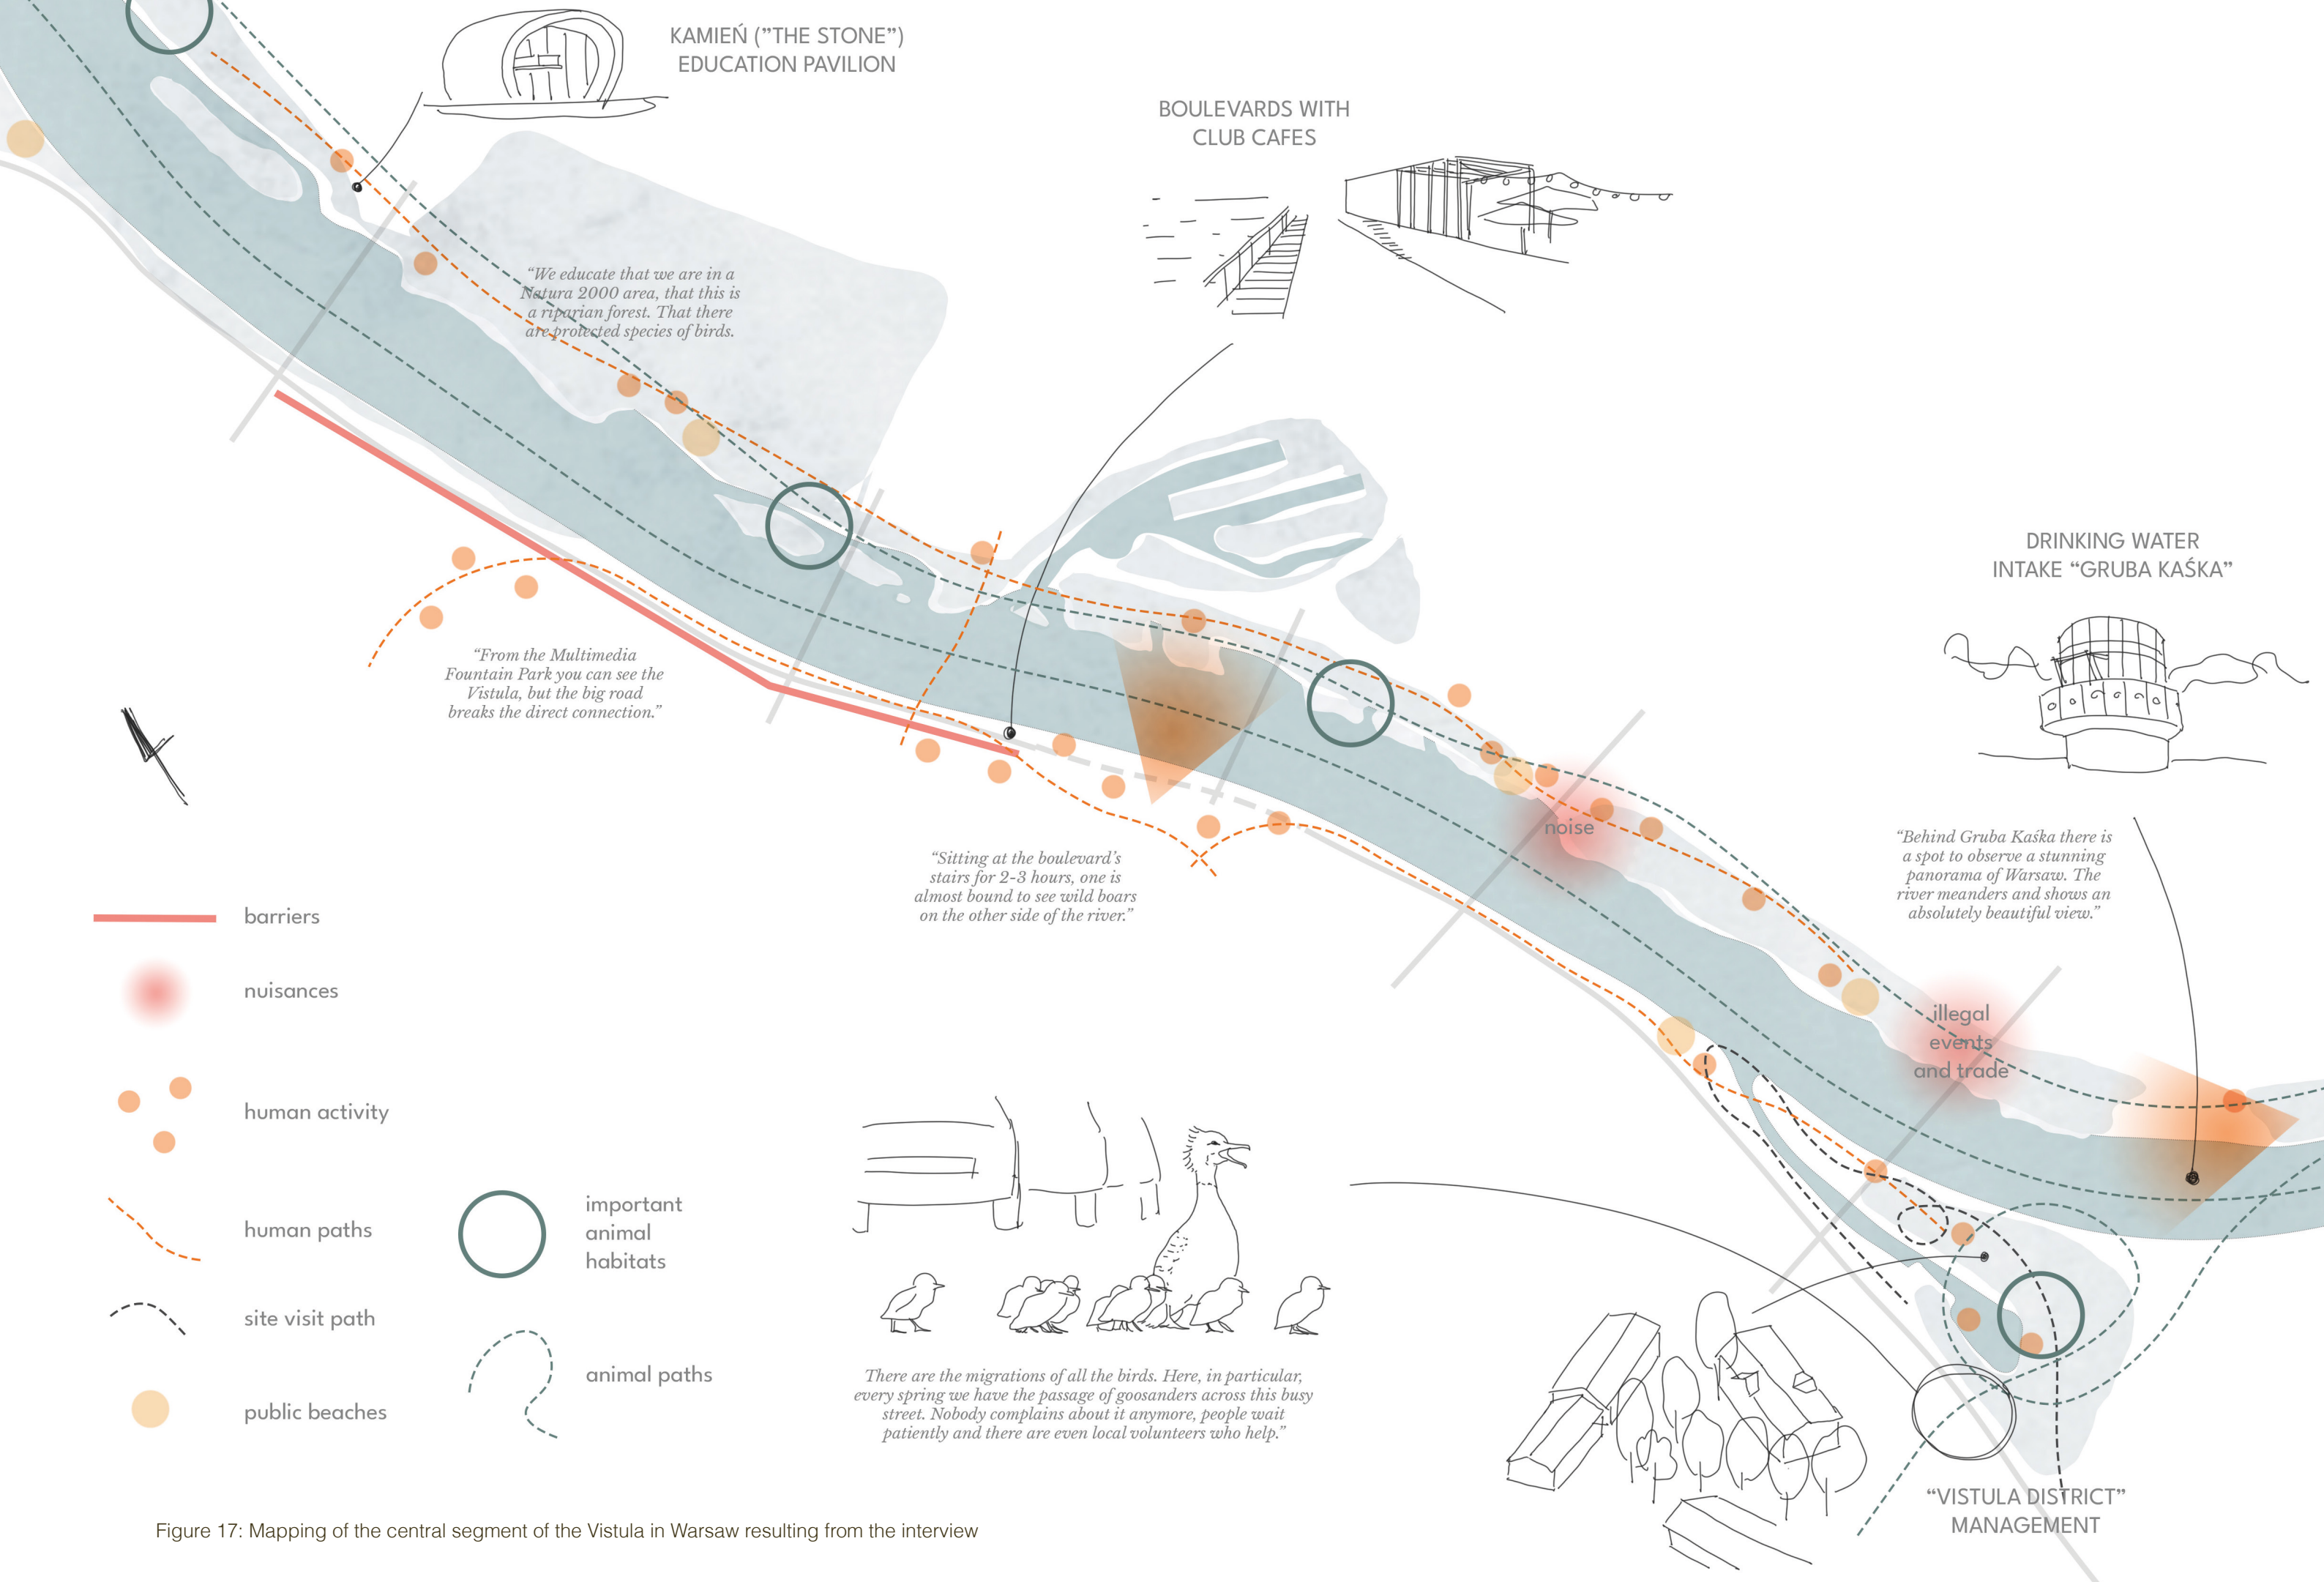 KAMIEŃ (”THE STONE”)
EDUCATION PAVILION
BOULEVARDS WITH
CLUB CAFES
“We educate that we are in a
Natura 2000 area, that this is
a riparian forest. That there
are protected species of birds.
DRINKING WATER
INTAKE “GRUBA KAŚKA”
“From the Multimedia
Fountain Park you can see the
Vistula, but the big road
breaks the direct connection.”
noise
“Behind Gruba Kaśka there is
a spot to observe a stunning
panorama of Warsaw. The
river meanders and shows an
absolutely beautiful view.”
“Sitting at the boulevard’s
stairs for 2-3 hours, one is
almost bound to see wild boars
on the other side of the river.”
illegal
events
and trade
barriers
nuisances
human activity
human paths
site visit path
public beaches
important
animal
habitats
animal paths
There are the migrations of all the birds. Here, in particular,
every spring we have the passage of goosanders across this busy
street. Nobody complains about it anymore, people wait
patiently and there are even local volunteers who help.”
“VISTULA DISTRICT”
MANAGEMENT
Figure 17: Mapping of the central segment of the Vistula in Warsaw resulting from the interview